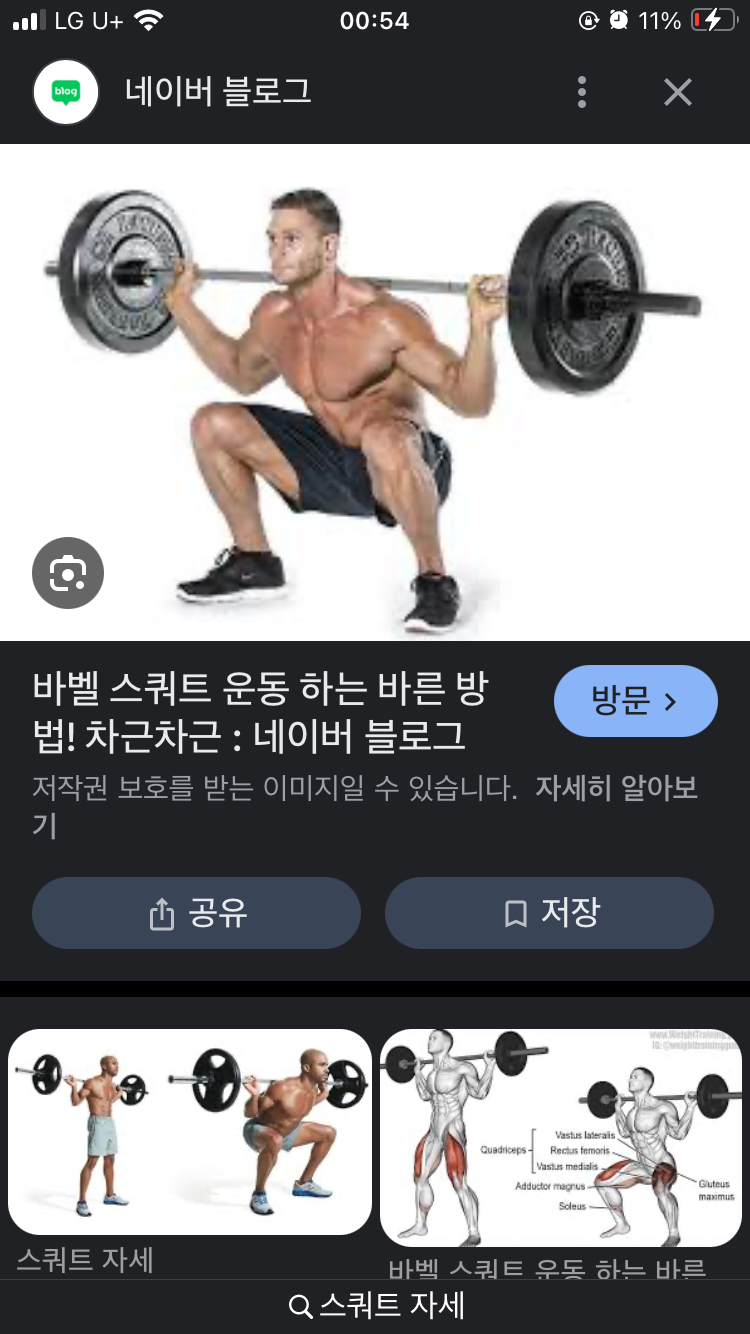 LG U+ 00:54 11%
blog 네이버 블로그
바벨 스쿼트 운동 하는 바른 방
법! 차근차근 : 네이버 블로그
방문
저작권 보호를 받는 이미지일 수 있습니다. 자세히 알아보
기
공유
저장
Quadriceps
Vastus lateralis
Rectus femoris
Vastus medialis
Adductor magnus
Soleus
Gluteus
maximus
스쿼트 자세
바벨 스쿼트 운동 하는 바른
스쿼트 자세